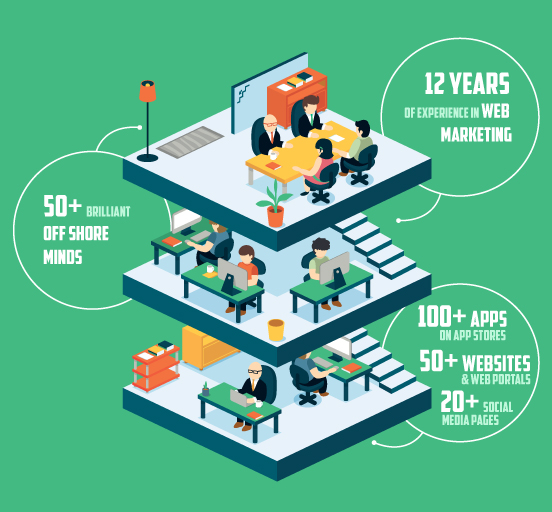 12 YEARS
OF EXPERIENCE IN WEB
MARKETING
50+ BRILLIANT
OFF SHORE
MINDS
100+ APPS
ON APP STORES
50+ WEBSITES
& WEB PORTALS
20+ SOCIAL
MEDIA PAGES